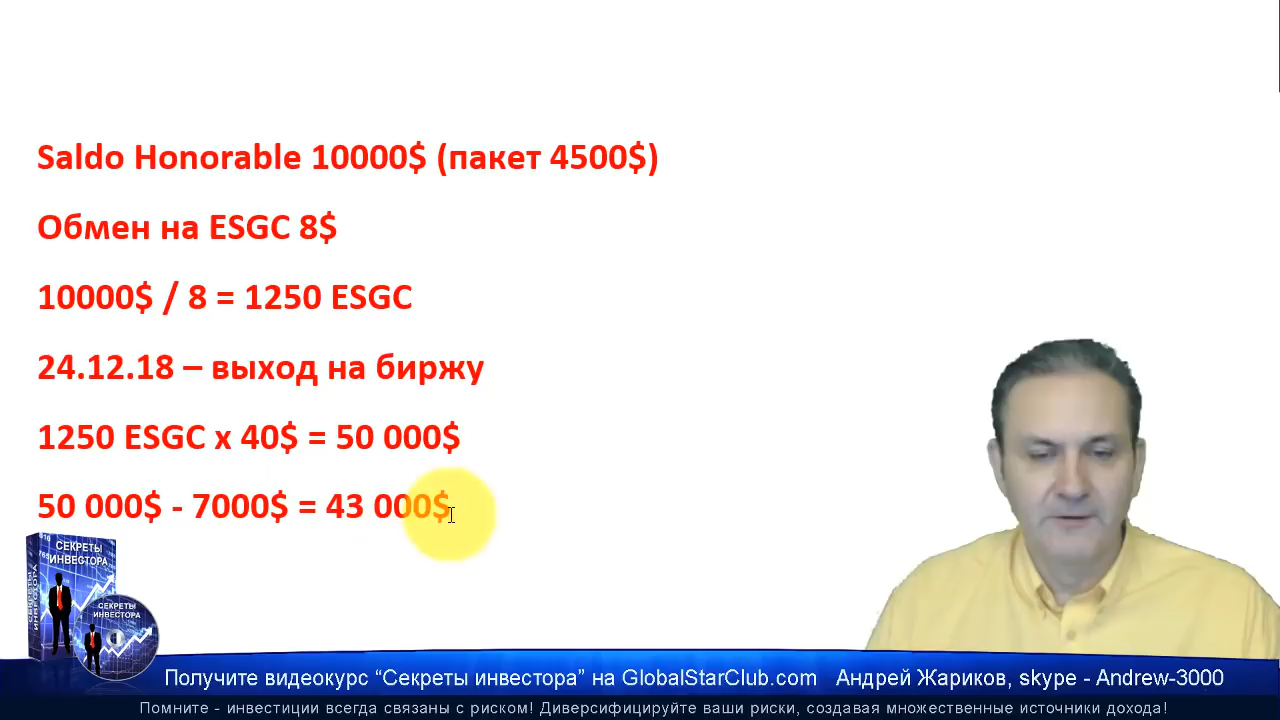 Saldo Honorable 10000$ (пакет 4500$)
Обмен на ESGC 8$
10000$ / 8 = 1250 ESGC
24.12.18 – выход на биржу
1250 ESGC x 40$ = 50 000$
50 000$ - 7000$ = 43 000$
СЕКРЕТЫ
ИНВЕСТОРА
СЕКРЕТЫ
ИНВЕСТОРА
Получите видеокурс “Секреты инвестора” на GlobalStarClub.com Андрей Жариков, skype - Andrew-3000
Помните - инвестиции всегда связаны с риском! Диверсифицируйте ваши риски, создавая множественные источники дохода!